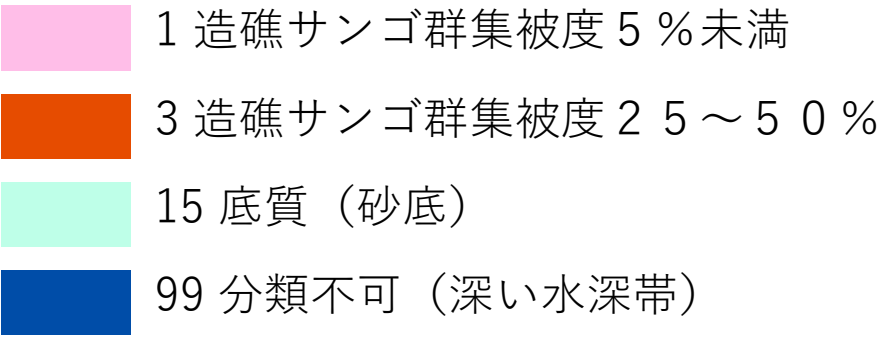 1 造礁サンゴ群集被度５％未満
3 造礁サンゴ群集被度２５～５０％
15 底質（砂底）
99 分類不可（深い水深帯）